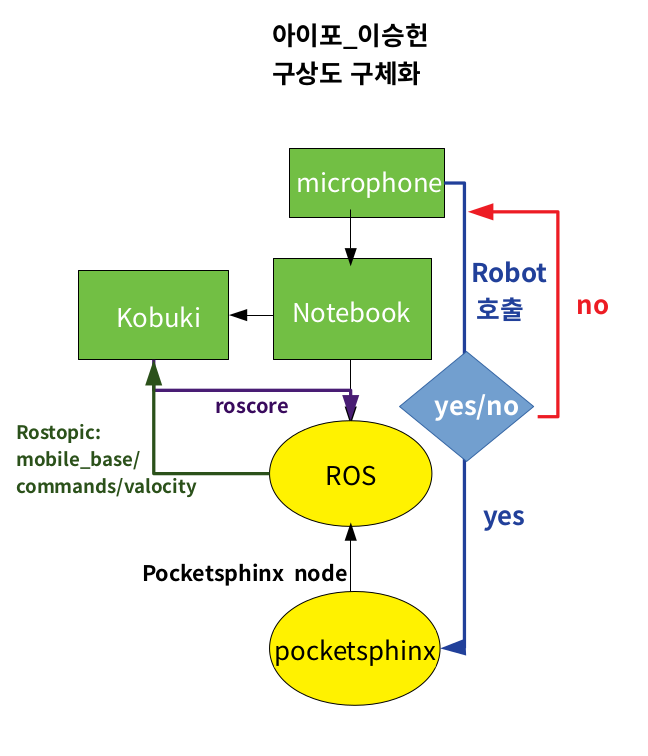 아이포_이승헌
구상도 구체화
microphone
Robot
호출
no
Kobuki
Notebook
yes/no
roscore
Rostopic:
mobile_base/
commands/valocity
ROS
yes
Pocketsphinx node
pocketsphinx